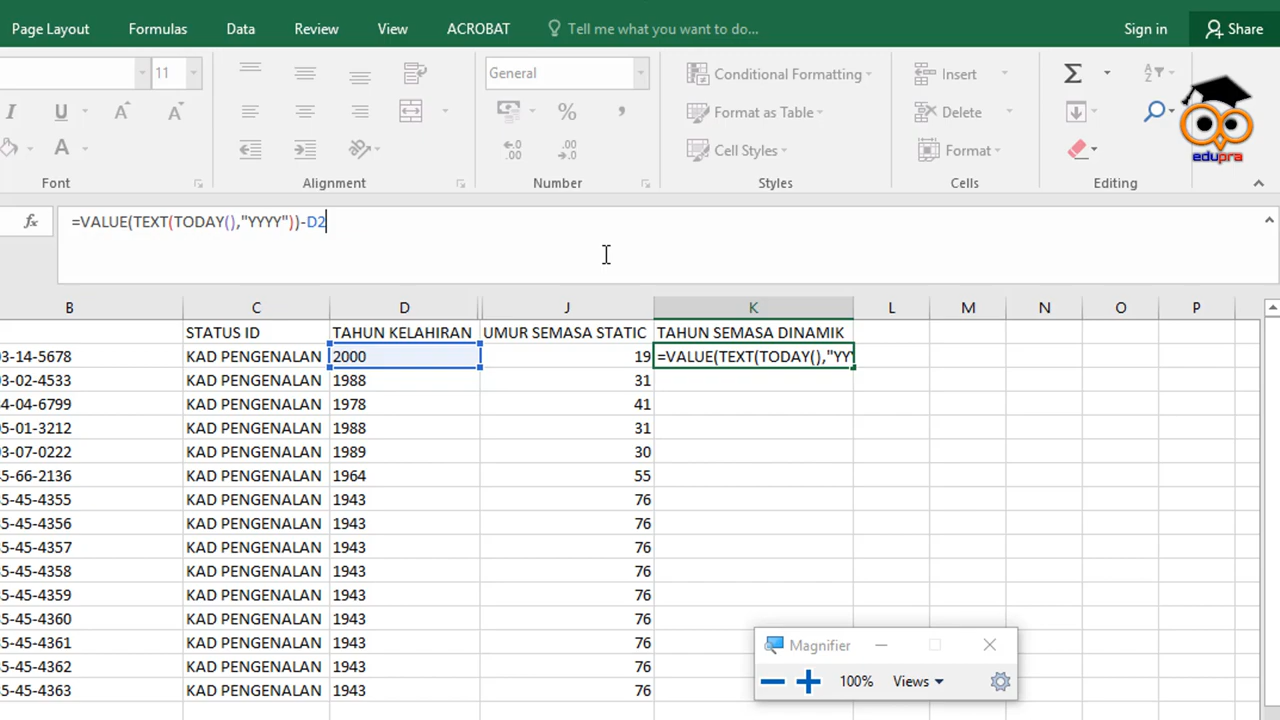 Page Layout Formulas Data Review View ACROBAT Tell me what you want to do... Sign in Share
11 General Conditional Formatting Insert
I U A A % , Format as Table Delete
A Cell Styles Format
edupra
Font Alignment Number Styles Cells Editing
fx =VALUE(TEXT(TODAY(),"YYYY"))-D2
B C D J K L M N O P
STATUS ID TAHUN KELAHIRAN UMUR SEMASA STATIC TAHUN SEMASA DINAMIK
03-14-5678 KAD PENGENALAN 2000 19 =VALUE(TEXT(TODAY(),"YY
03-02-4533 KAD PENGENALAN 1988 31
04-04-6799 KAD PENGENALAN 1978 41
05-01-3212 KAD PENGENALAN 1988 31
03-07-0222 KAD PENGENALAN 1989 30
45-66-2136 KAD PENGENALAN 1964 55
5-45-4355 KAD PENGENALAN 1943 76
5-45-4356 KAD PENGENALAN 1943 76
5-45-4357 KAD PENGENALAN 1943 76
5-45-4358 KAD PENGENALAN 1943 76
5-45-4359 KAD PENGENALAN 1943 76
5-45-4360 KAD PENGENALAN 1943 76
5-45-4361 KAD PENGENALAN 1943 76
5-45-4362 KAD PENGENALAN 1943 76
5-45-4363 KAD PENGENALAN 1943 76
Magnifier
100% Views